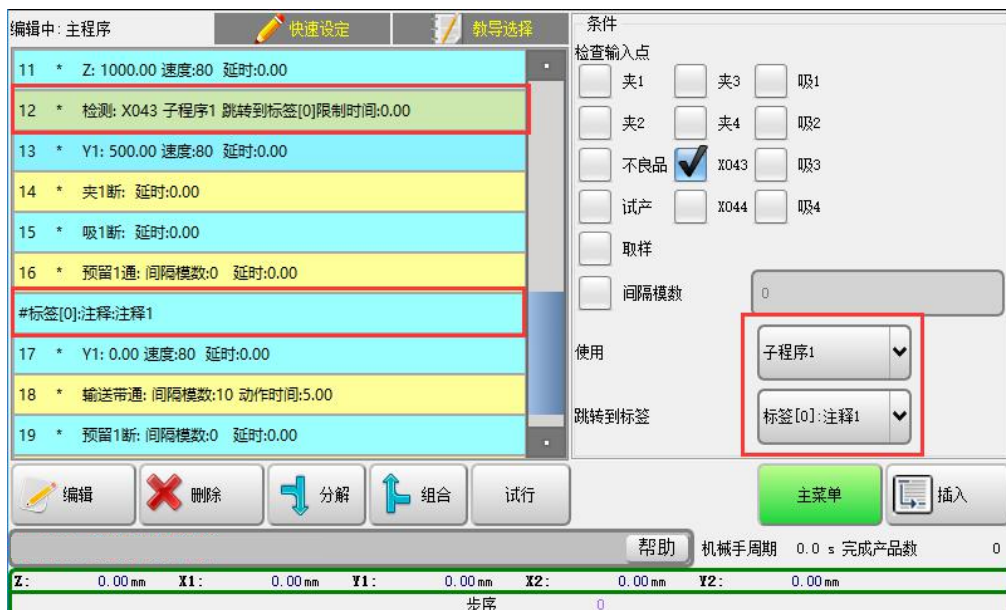 编辑中: 主程序
快速设定
教导选择
11 * Z: 1000.00 速度:80 延时:0.00
12 * 检测: X043 子程序1 跳转到标签[0]限制时间:0.00
13 * Y1: 500.00 速度:80 延时:0.00
14 * 夹1断: 延时:0.00
15 * 吸1断: 延时:0.00
16 * 预留1通: 间隔模数:0 延时:0.00
#标签[0]:注释:注释1
17 * Y1: 0.00 速度:80 延时:0.00
18 * 输送带通: 间隔模数:10 动作时间:5.00
19 * 预留1断: 间隔模数:0 延时:0.00
条件
检查输入点
夹1 夹3 吸1
夹2 夹4 吸2
不良品 X043 吸3
试产 X044 吸4
取样
间隔模数 0
使用 子程序1
跳转到标签 标签[0]:注释1
编辑 删除 分解 组合 试行 主菜单 插入
帮助 机械手周期 0.0 s 完成产品数 0
Z: 0.00mm X1: 0.00mm Y1: 0.00mm X2: 0.00mm Y2: 0.00mm
步序 0